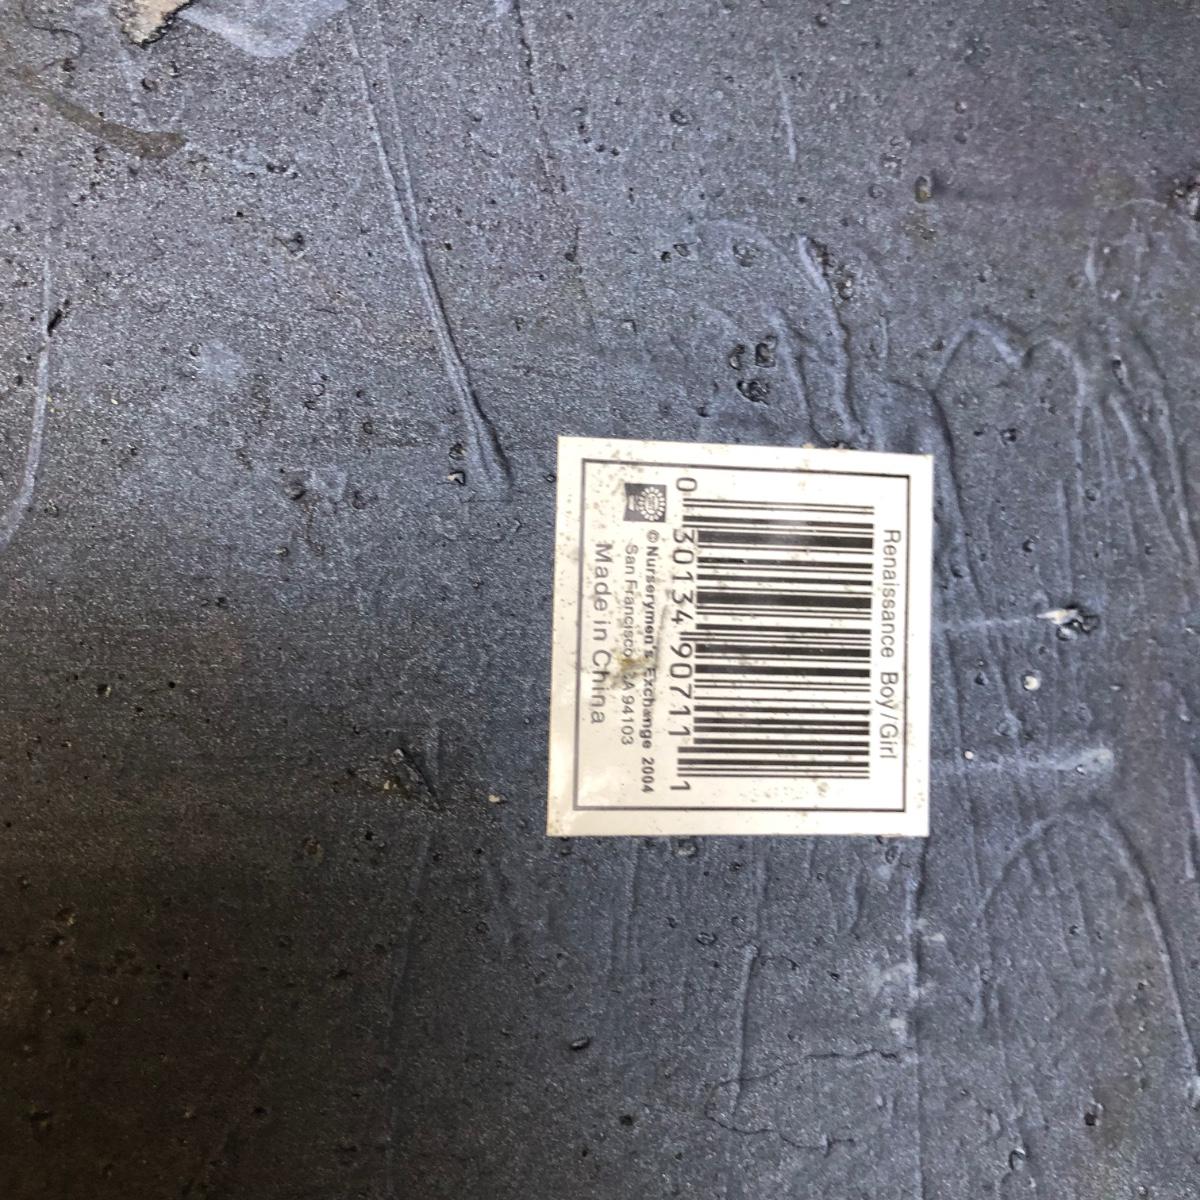 Renaissance Boy/Girl
0 30134 90711 1
©Nurserymen's Exchange 2004
San Francisco, CA 94103
Made in China